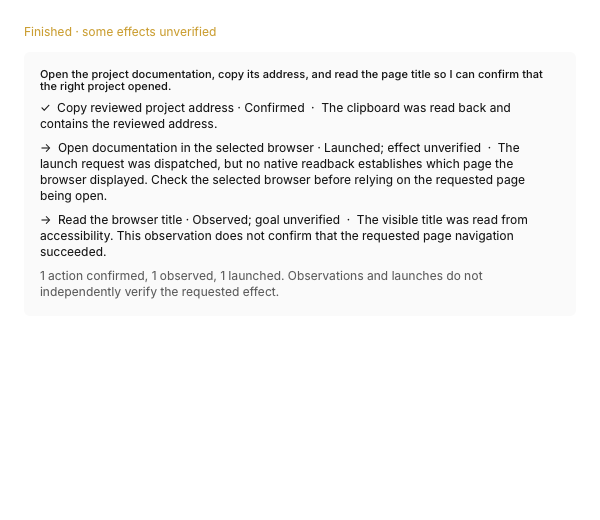 Finished · some effects unverified
Open the project documentation, copy its address, and read the page title so I can confirm that
the right project opened.
✓ Copy reviewed project address · Confirmed · The clipboard was read back and
contains the reviewed address.
→ Open documentation in the selected browser · Launched; effect unverified · The
launch request was dispatched, but no native readback establishes which page the
browser displayed. Check the selected browser before relying on the requested page
being open.
→ Read the browser title · Observed; goal unverified · The visible title was read from
accessibility. This observation does not confirm that the requested page navigation
succeeded.
1 action confirmed, 1 observed, 1 launched. Observations and launches do not
independently verify the requested effect.